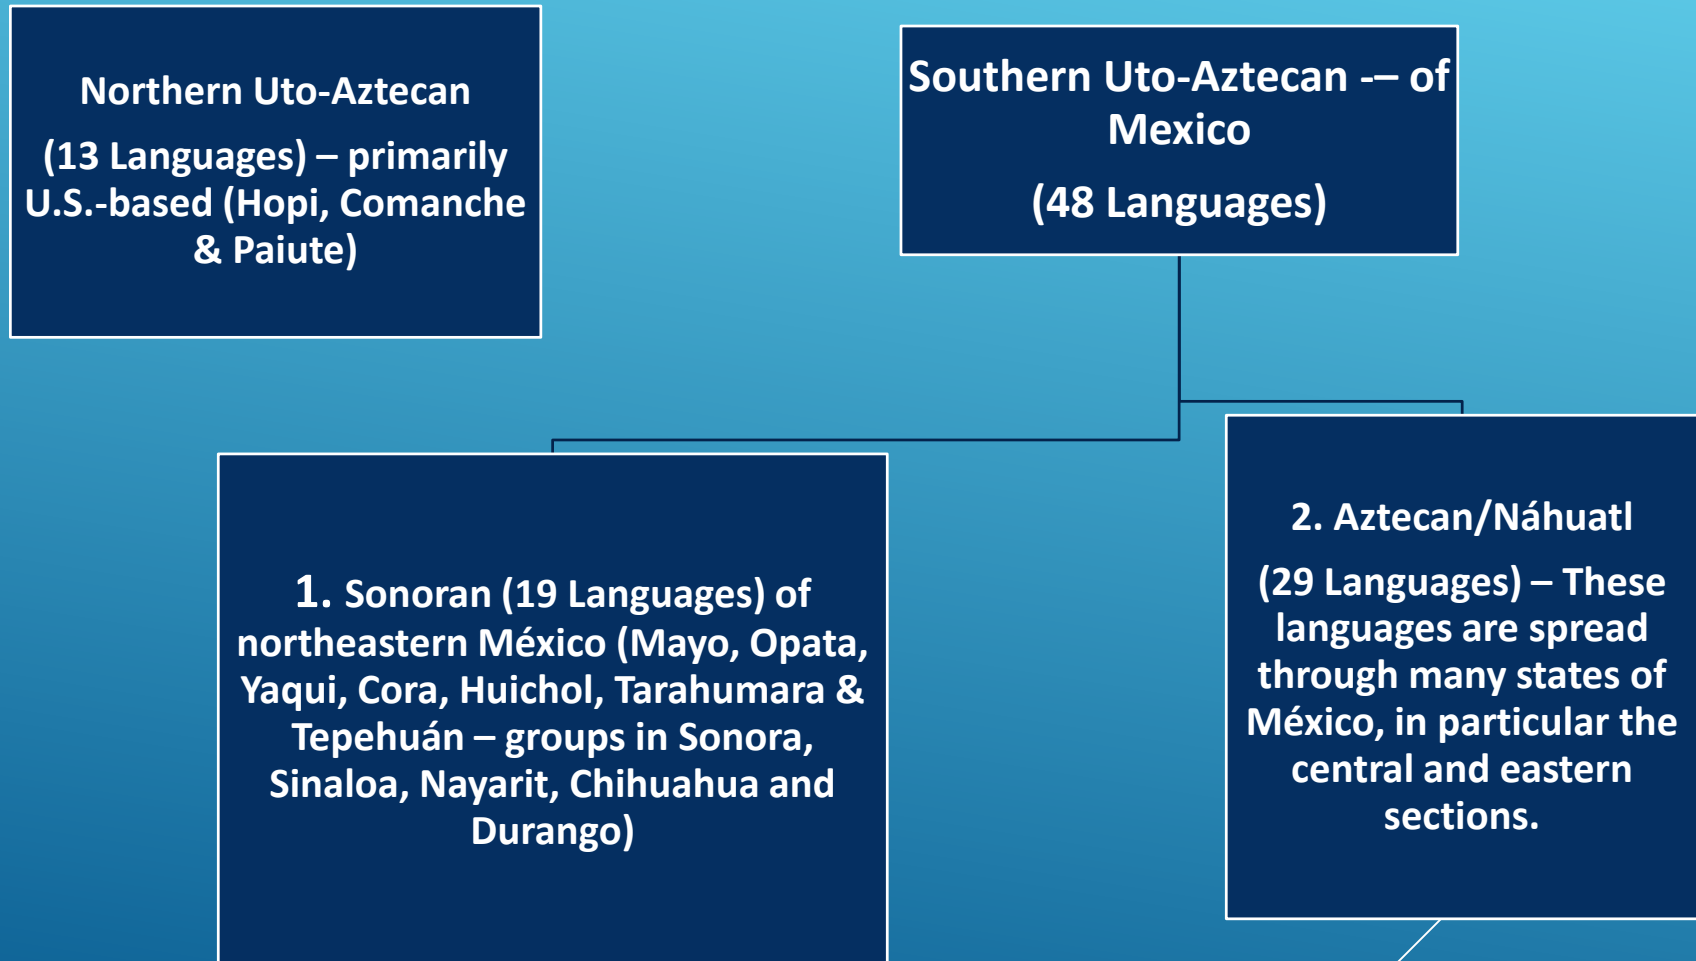 Northern Uto-Aztecan
(13 Languages) – primarily
U.S.-based (Hopi, Comanche
& Paiute)
Southern Uto-Aztecan -– of
Mexico
(48 Languages)
1. Sonoran (19 Languages) of
northeastern México (Mayo, Opata,
Yaqui, Cora, Huichol, Tarahumara &
Tepehuán – groups in Sonora,
Sinaloa, Nayarit, Chihuahua and
Durango)
2. Aztecan/Náhuatl
(29 Languages) – These
languages are spread
through many states of
México, in particular the
central and eastern
sections.